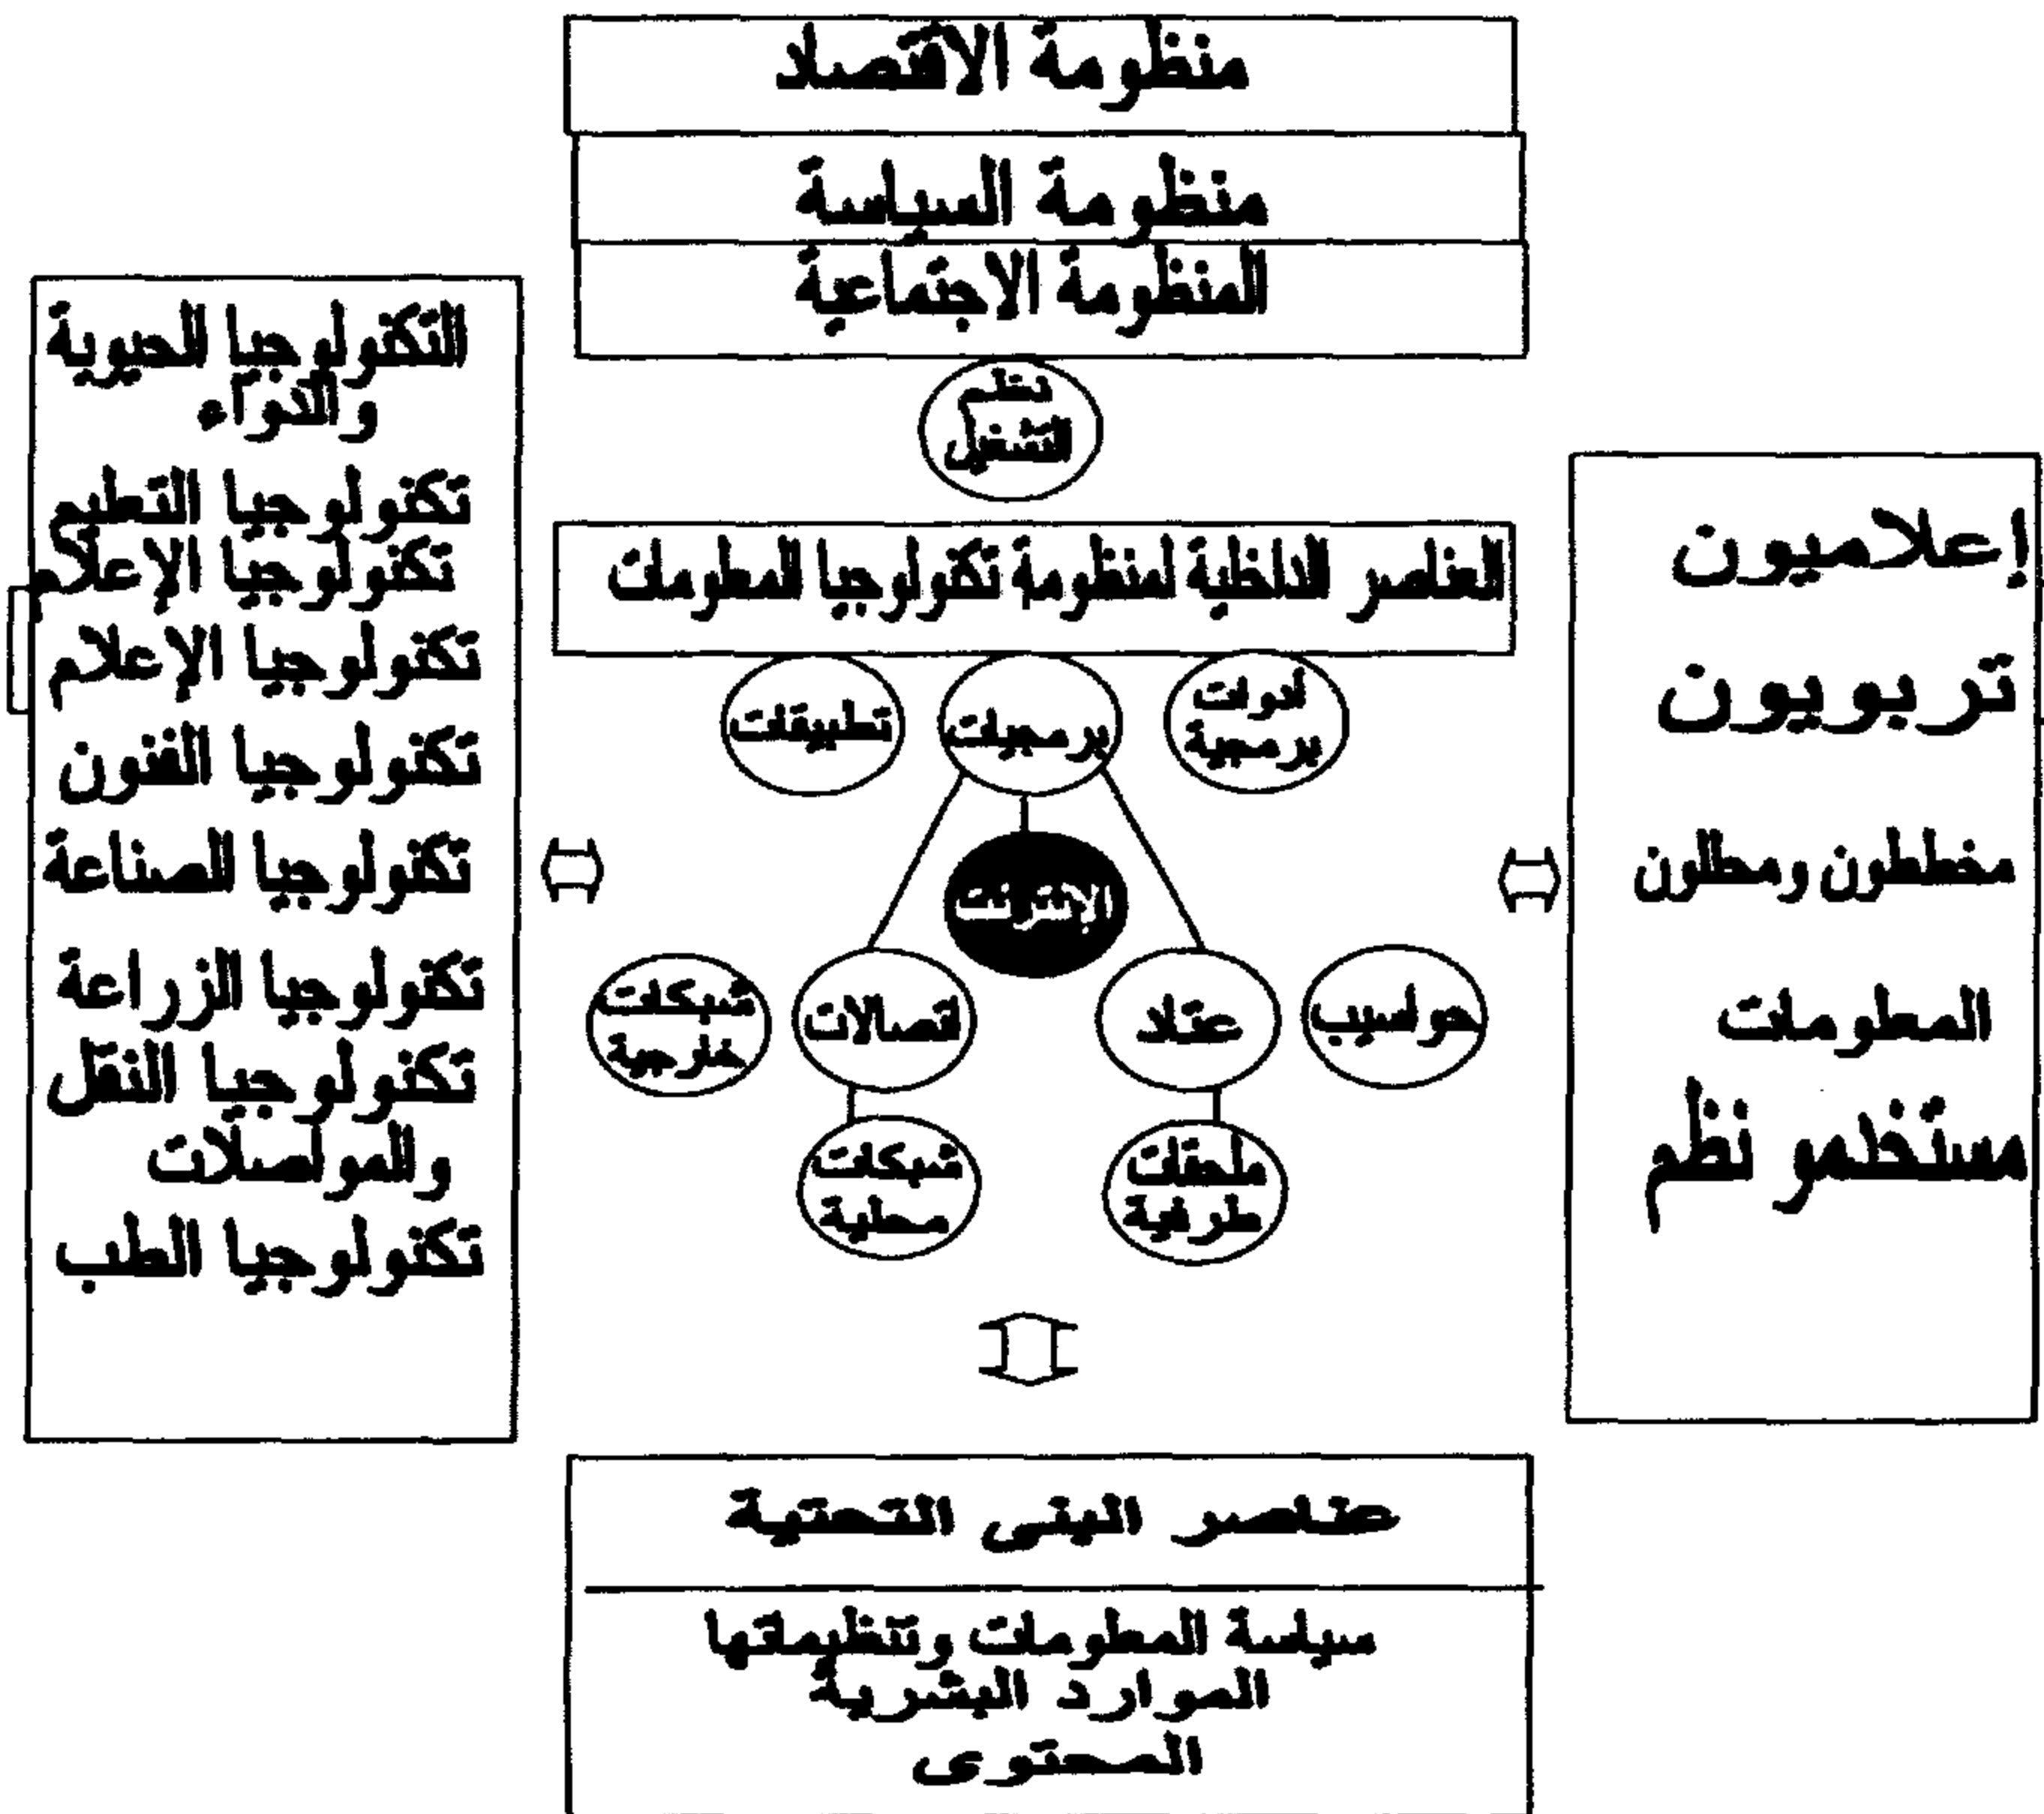 منظومة الاقتصاد
منظومة السياسة
المنظومة الاجتماعية
نظم
التشغيل
العناصر الداخلية لمنظومة تكنولوجيا المعلومات
أدوات
برمجية
برمجيات
تطبيقات
الإنترنت
حواسيب
عتاد
اتصالات
شبكات
خارجية
ملحقات
طرفية
شبكات
محلية
إعلاميون
تربويون
مخططون ومحللون
المعلومات
مستخدمو نظم
التكنولوجيا الحيوية
والدواء
تكنولوجيا التعليم
تكنولوجيا الإعلام
تكنولوجيا الإعلام
تكنولوجيا الفنون
تكنولوجيا الصناعة
تكنولوجيا الزراعة
تكنولوجيا النقل
والمواصلات
تكنولوجيا الطب
عناصر البنى التحتية
سياسة المعلومات وتنظيماتها
الموارد البشرية
المحتوى